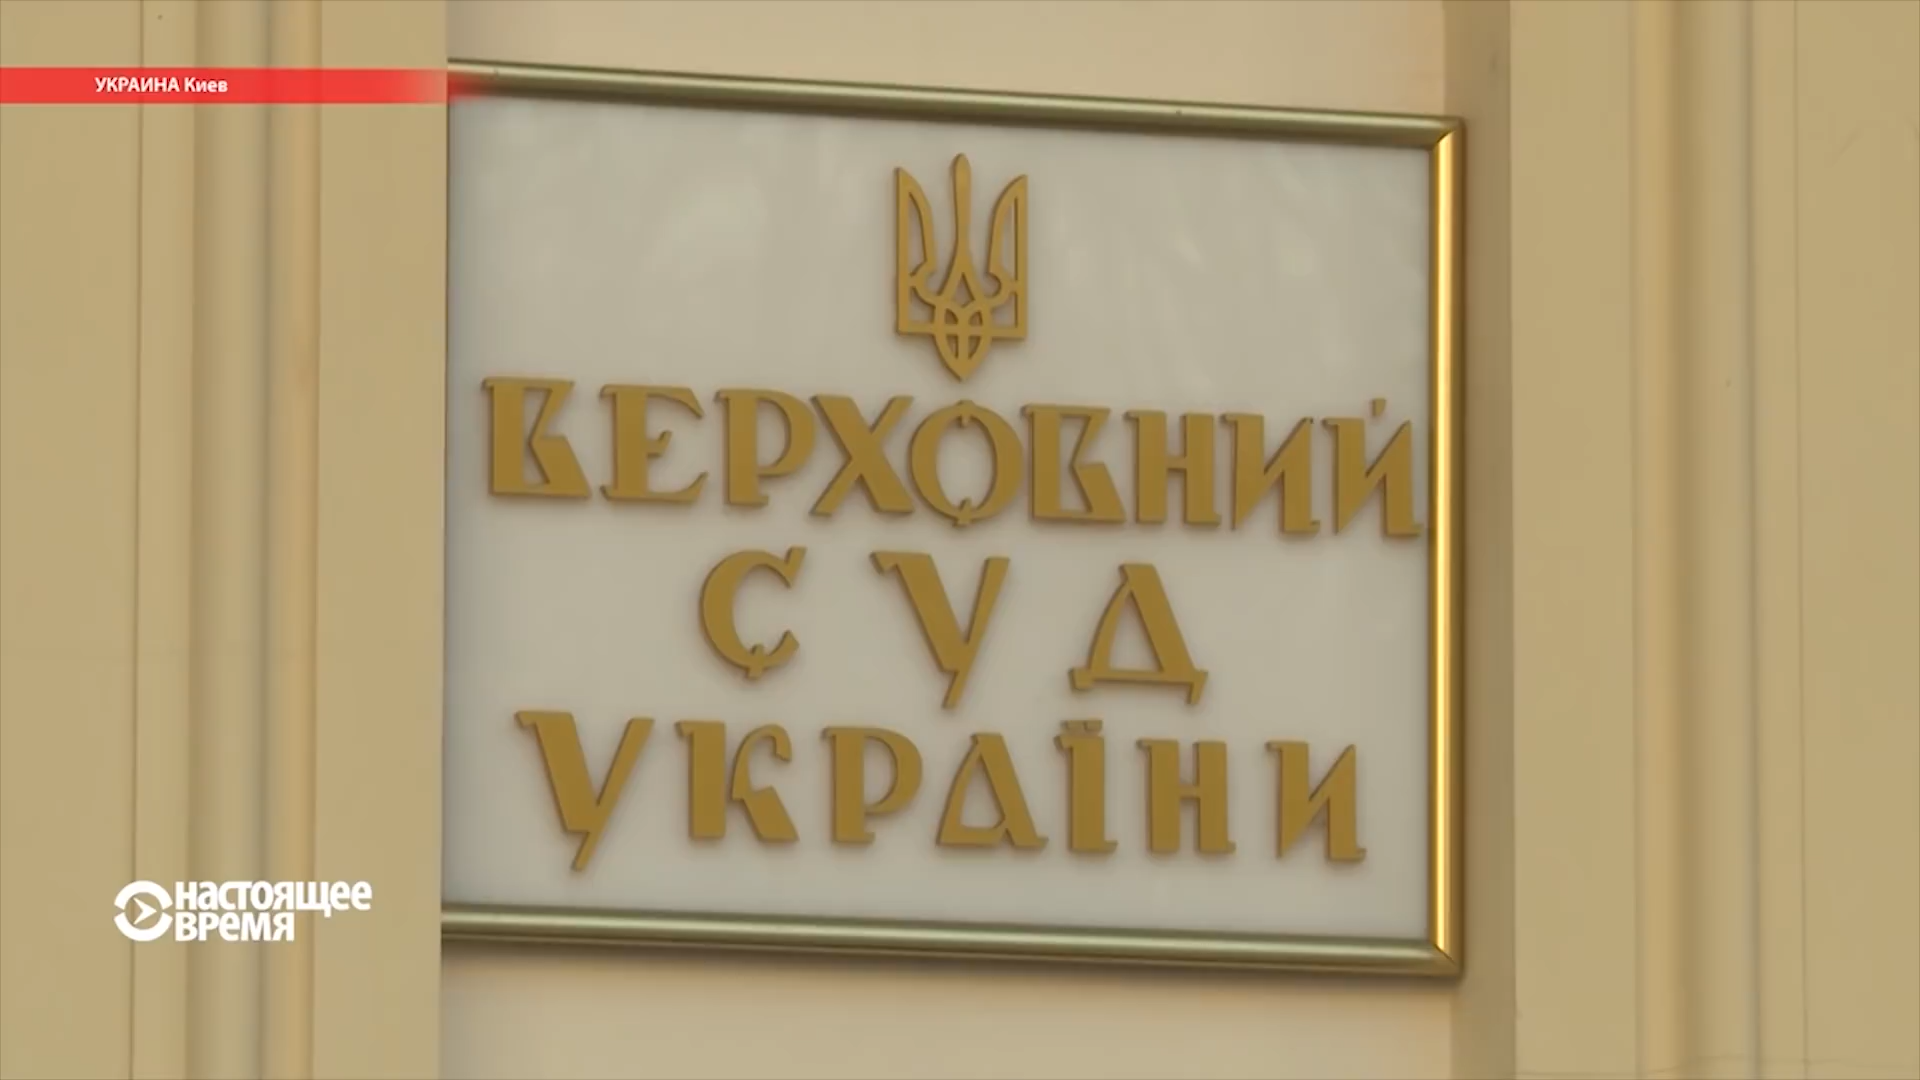 УКРАИНА Киев
ВЕРХОВНИЙ
СУД
УКРАЇНИ
НАСТОЯЩЕЕ
ВРЕМЯ